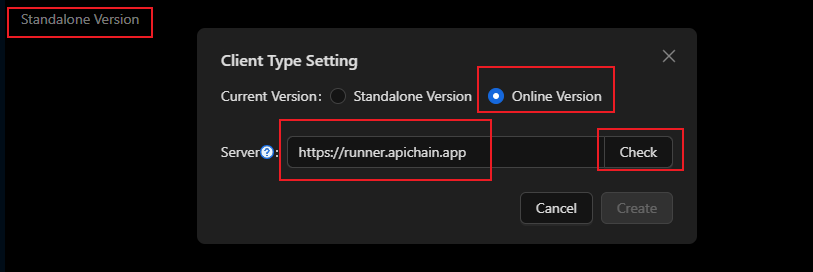 Standalone Version
Client Type Setting
Current Version: Standalone Version Online Version
Server?: https://runner.apichain.app Check
Cancel Create